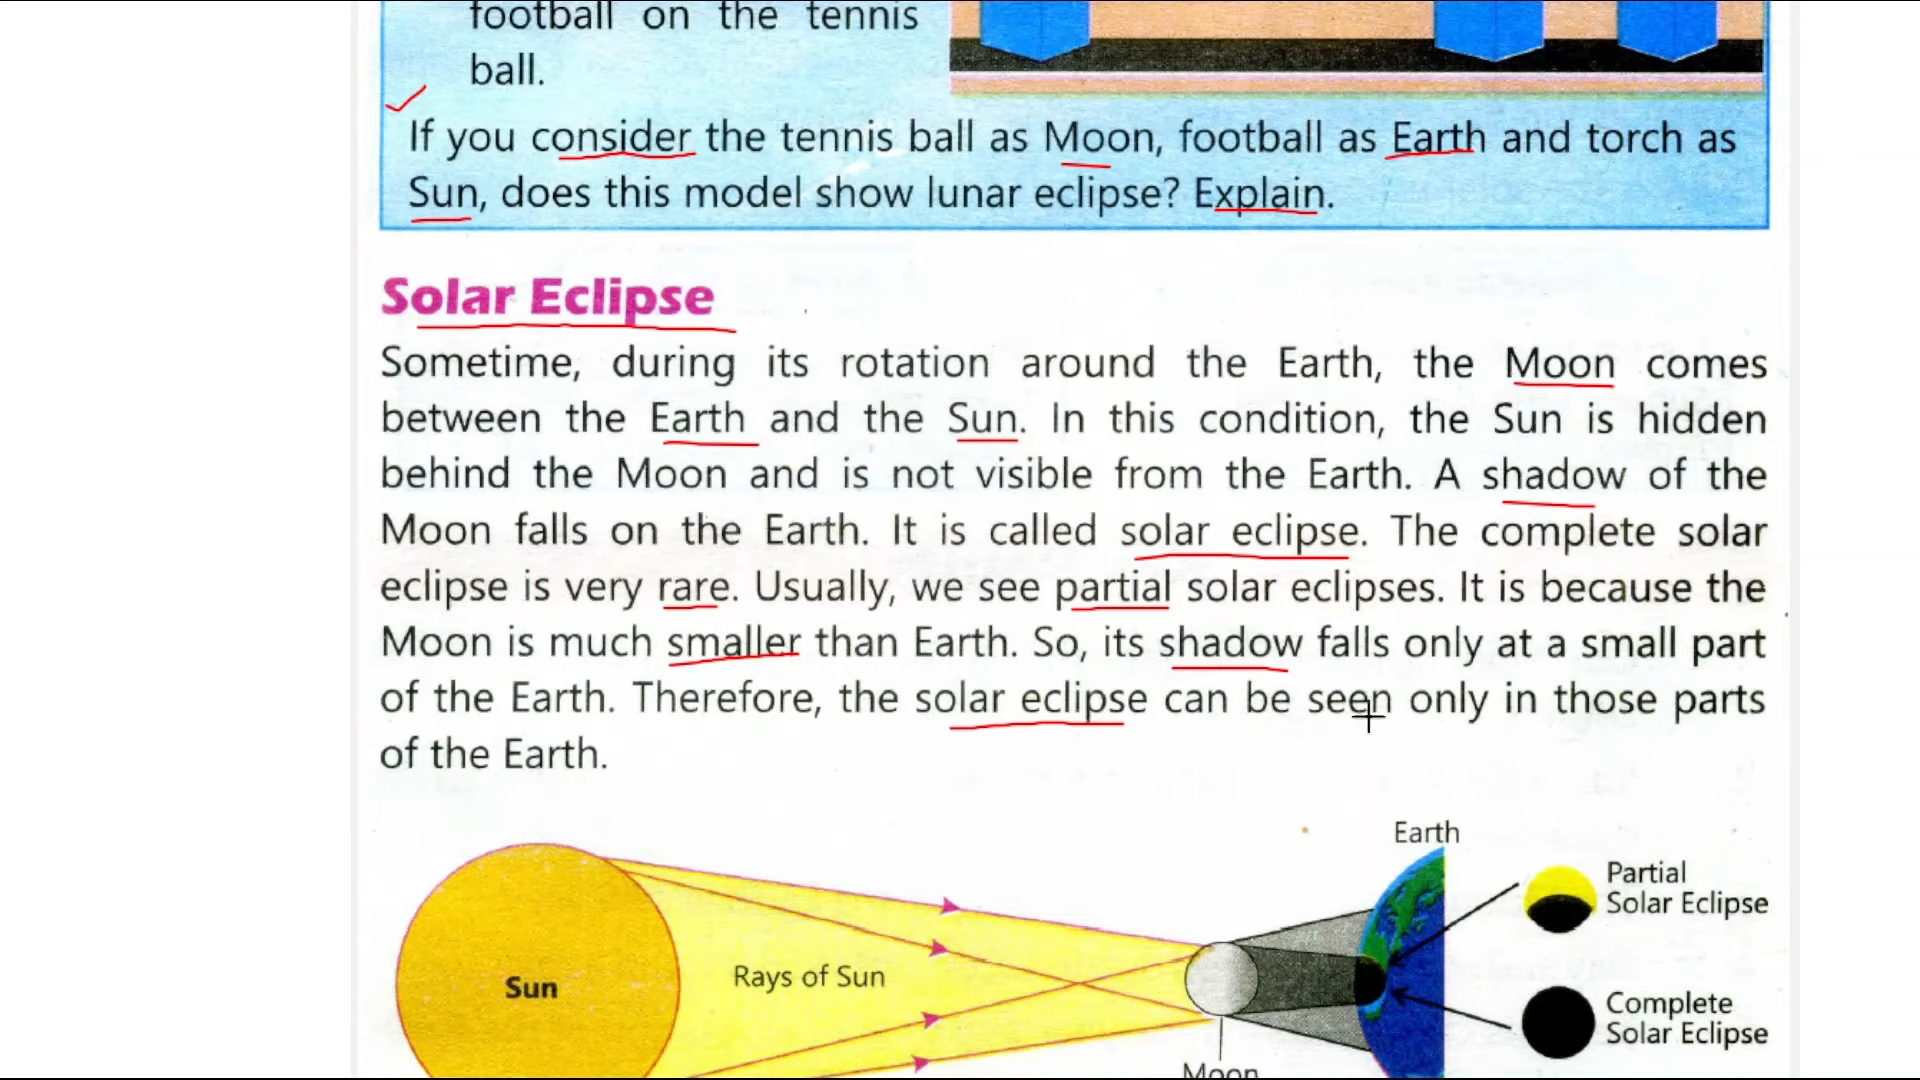 football on the tennis
ball.
If you consider the tennis ball as Moon, football as Earth and torch as
Sun, does this model show lunar eclipse? Explain.
Solar Eclipse
Sometime, during its rotation around the Earth, the Moon comes
between the Earth and the Sun. In this condition, the Sun is hidden
behind the Moon and is not visible from the Earth. A shadow of the
Moon falls on the Earth. It is called solar eclipse. The complete solar
eclipse is very rare. Usually, we see partial solar eclipses. It is because the
Moon is much smaller than Earth. So, its shadow falls only at a small part
of the Earth. Therefore, the solar eclipse can be seen only in those parts
of the Earth.
Earth
Partial
Solar Eclipse
Sun
Rays of Sun
Complete
Solar Eclipse
Moon